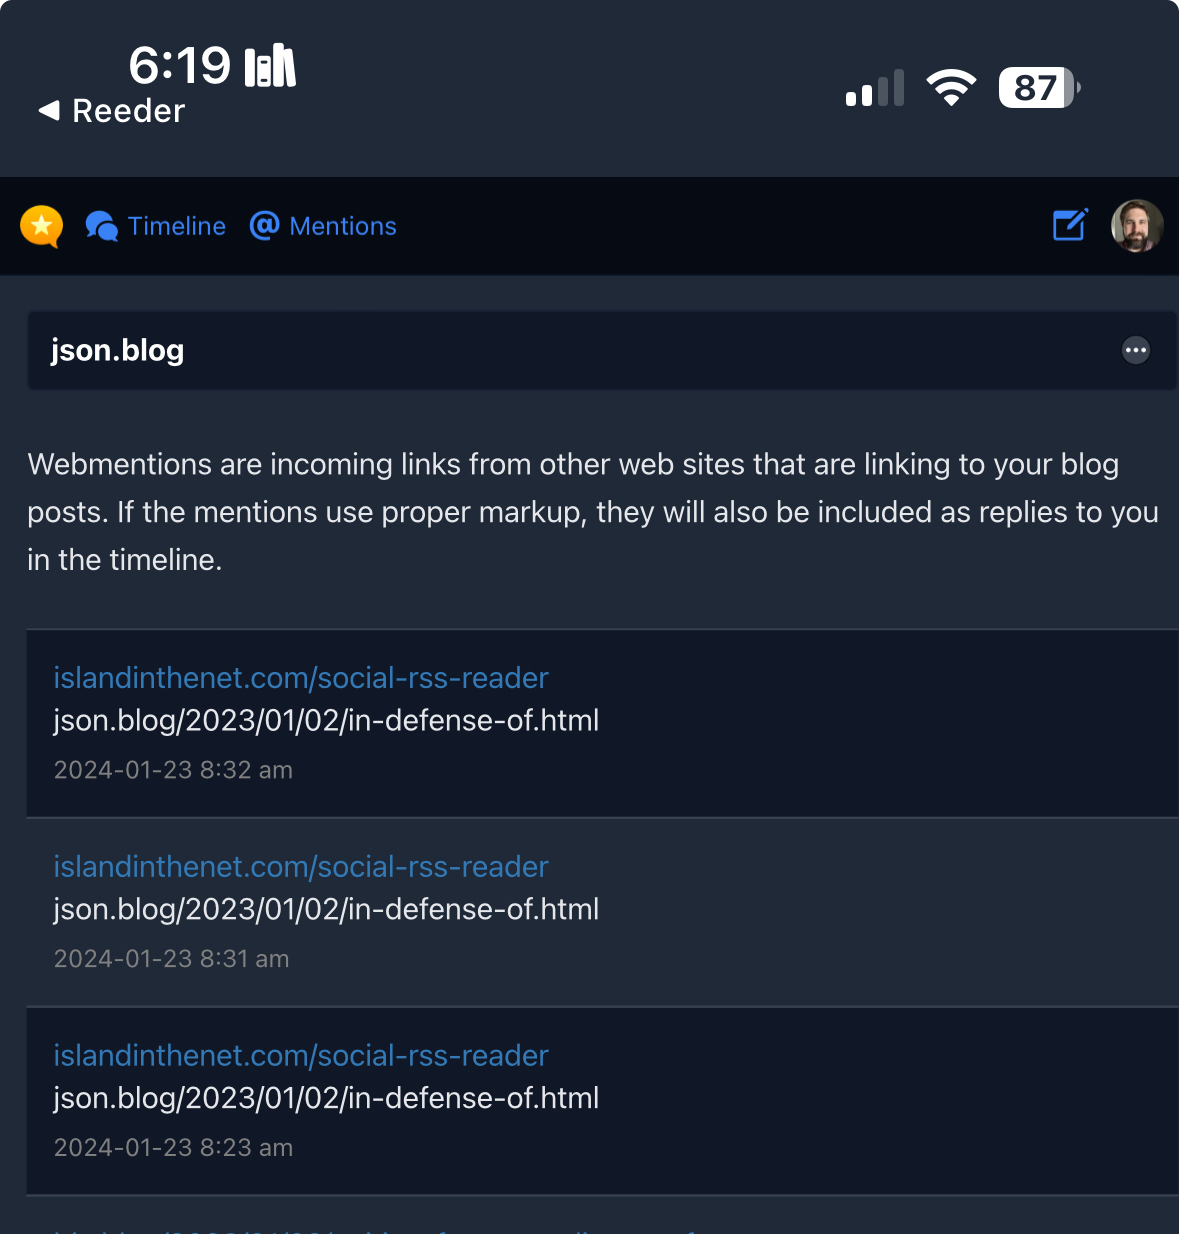 6:19
◀ Reeder
87
Timeline
@ Mentions
json.blog
Webmentions are incoming links from other web sites that are linking to your blog
posts. If the mentions use proper markup, they will also be included as replies to you
in the timeline.
islandinthenet.com/social-rss-reader
json.blog/2023/01/02/in-defense-of.html
2024-01-23 8:32 am
islandinthenet.com/social-rss-reader
json.blog/2023/01/02/in-defense-of.html
2024-01-23 8:31 am
islandinthenet.com/social-rss-reader
json.blog/2023/01/02/in-defense-of.html
2024-01-23 8:23 am